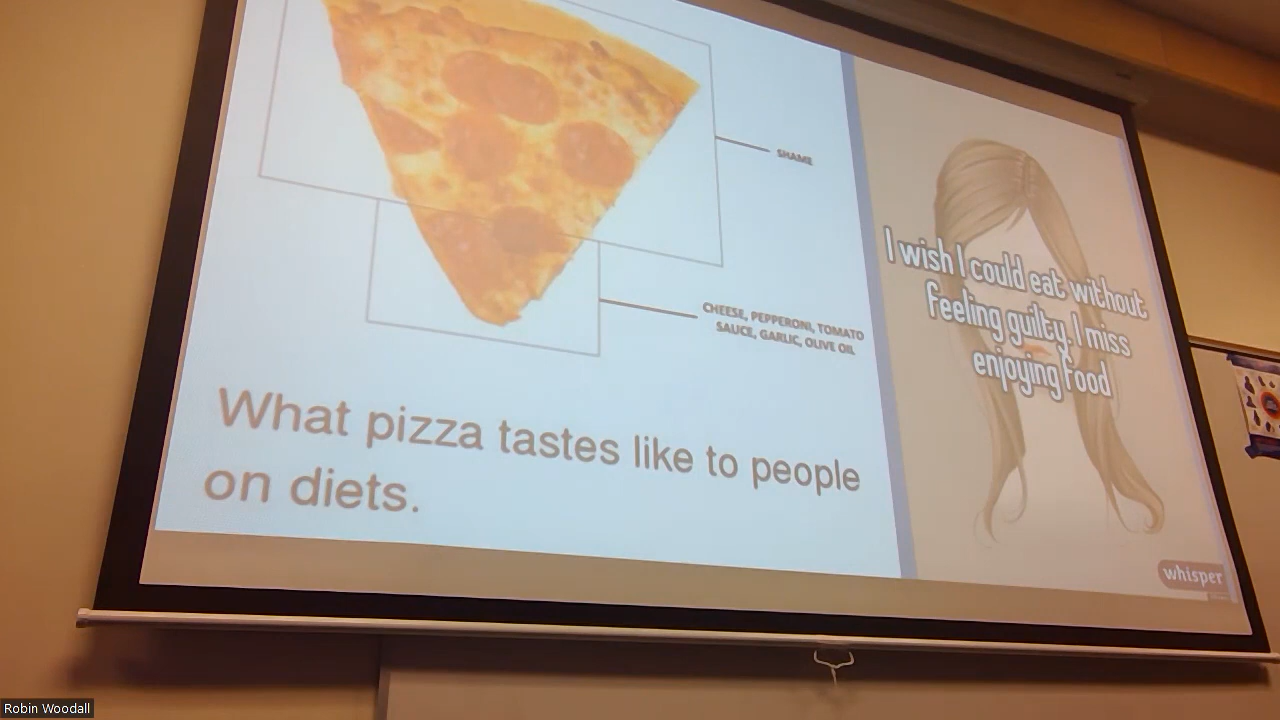 SHAME
CHEESE, PEPPERONI, TOMATO
SAUCE, GARLIC, OLIVE OIL
What pizza tastes like to people
on diets.
I wish I could eat without
feeling guilty. I miss
enjoying food
whisper
Robin Woodall